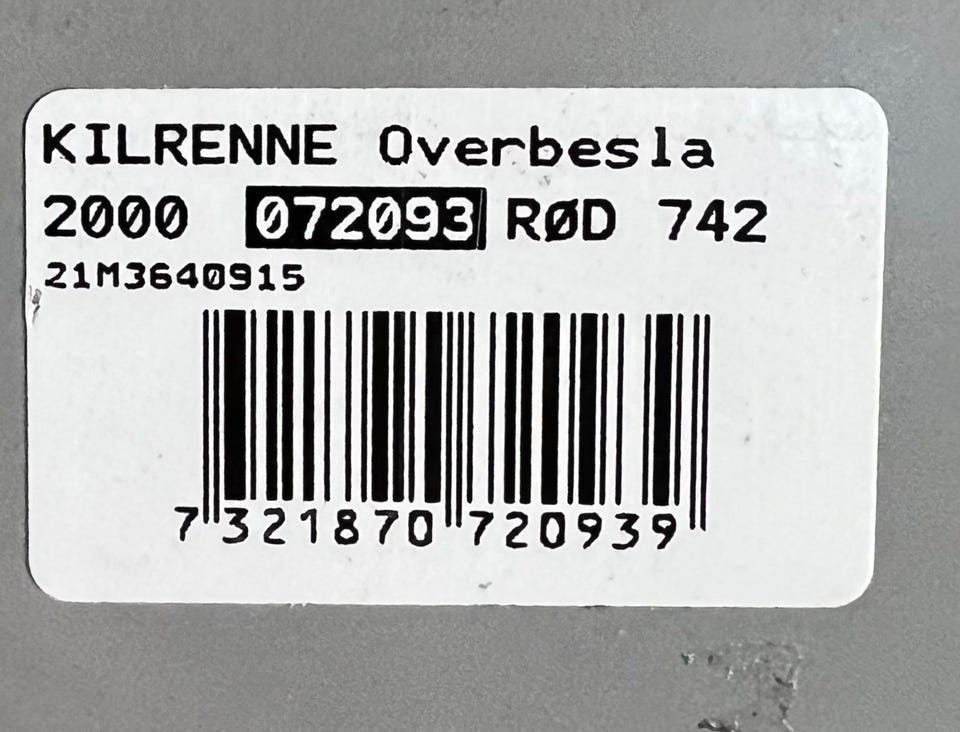 KILRENNE Overbesla
2000 072093 RØD 742
21M3640915
7 321870 720939